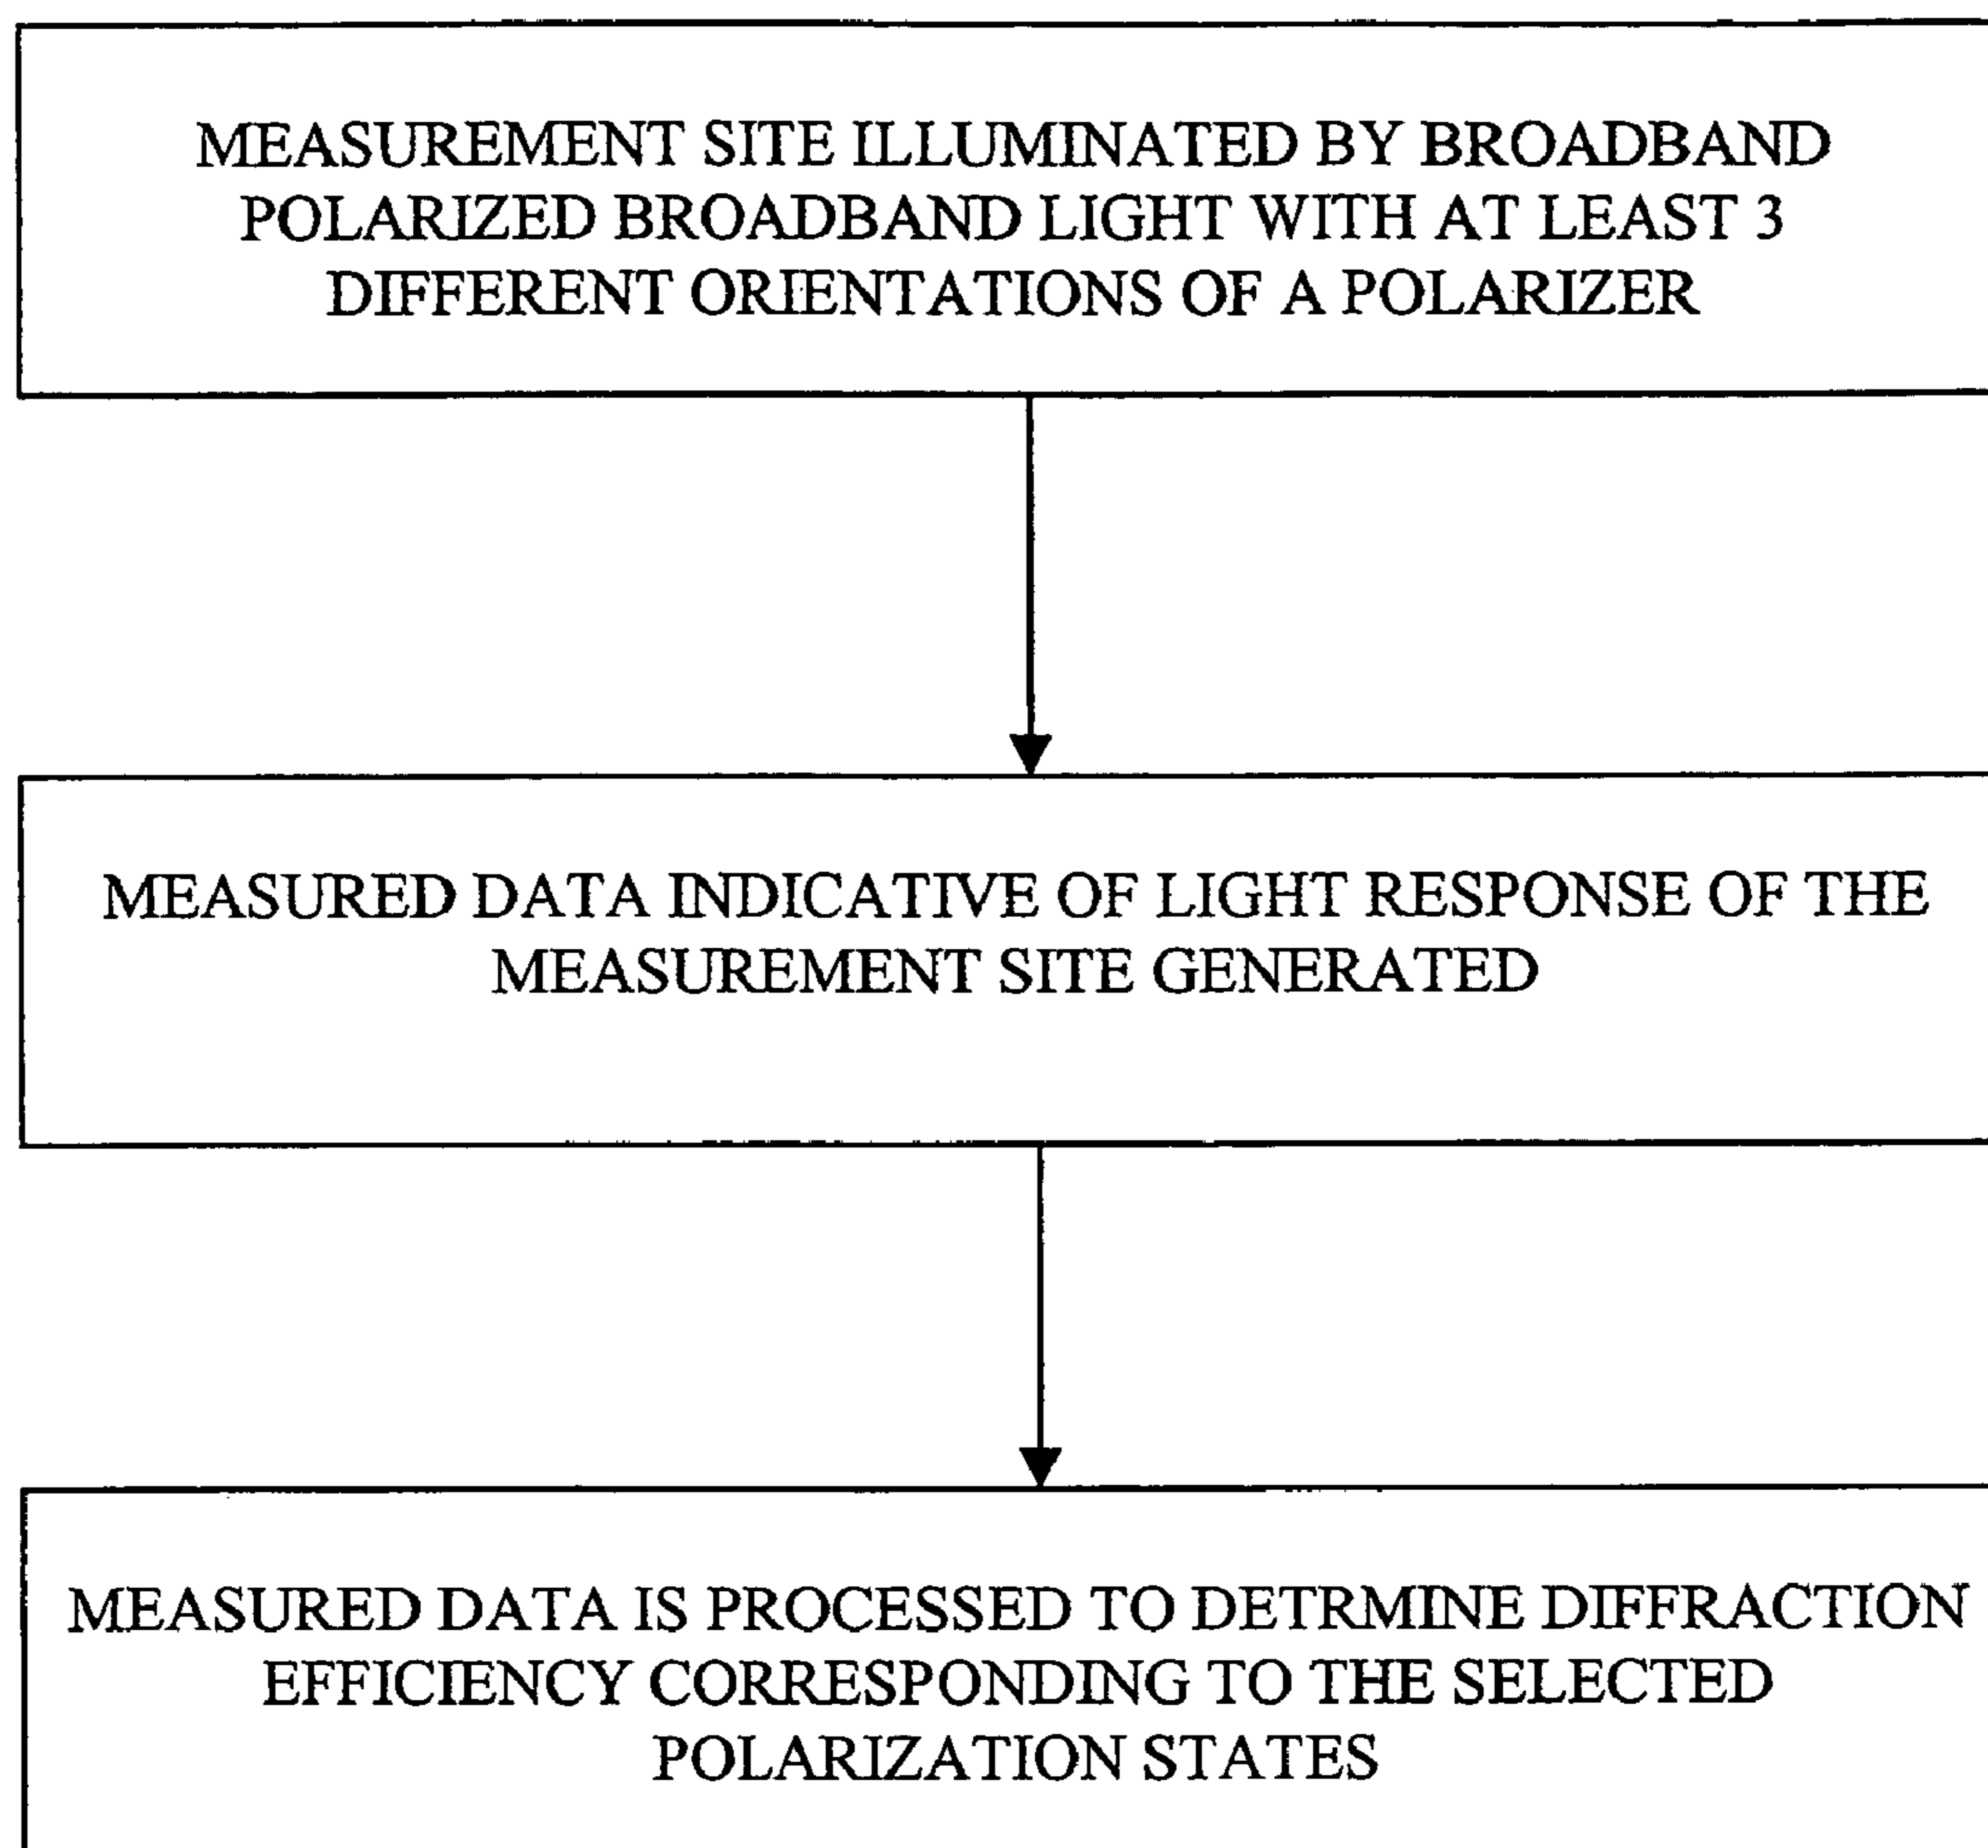 MEASUREMENT SITE ILLUMINATED BY BROADBAND
POLARIZED BROADBAND LIGHT WITH AT LEAST 3
DIFFERENT ORIENTATIONS OF A POLARIZER
MEASURED DATA INDICATIVE OF LIGHT RESPONSE OF THE
MEASUREMENT SITE GENERATED
MEASURED DATA IS PROCESSED TO DETRMINE DIFFRACTION
EFFICIENCY CORRESPONDING TO THE SELECTED
POLARIZATION STATES